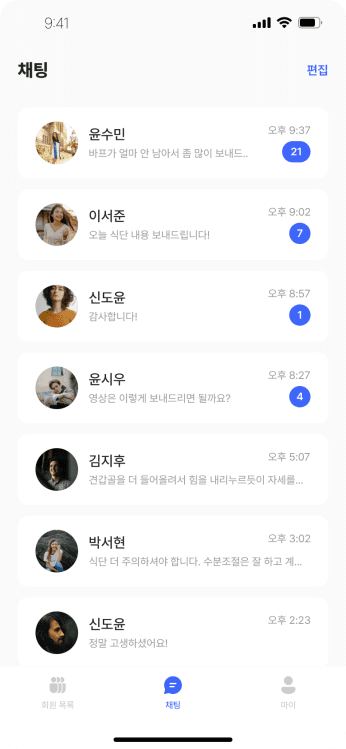 9:41
채팅
편집
윤수민
오후 9:37
바프가 얼마 안 남아서 좀 많이 보내드..
21
이서준
오후 9:02
오늘 식단 내용 보내드립니다!
7
신도윤
오후 8:57
감사합니다!
1
윤시우
오후 8:27
영상은 이렇게 보내드리면 될까요?
4
김지후
오후 5:07
견갑골을 더 들어올려서 힘을 내리누르듯이 자세를...
박서현
오후 3:02
식단 더 주의하셔야 합니다. 수분조절은 잘 하고 계...
신도윤
오후 2:23
정말 고생하셨어요!
회원 목록
채팅
마이